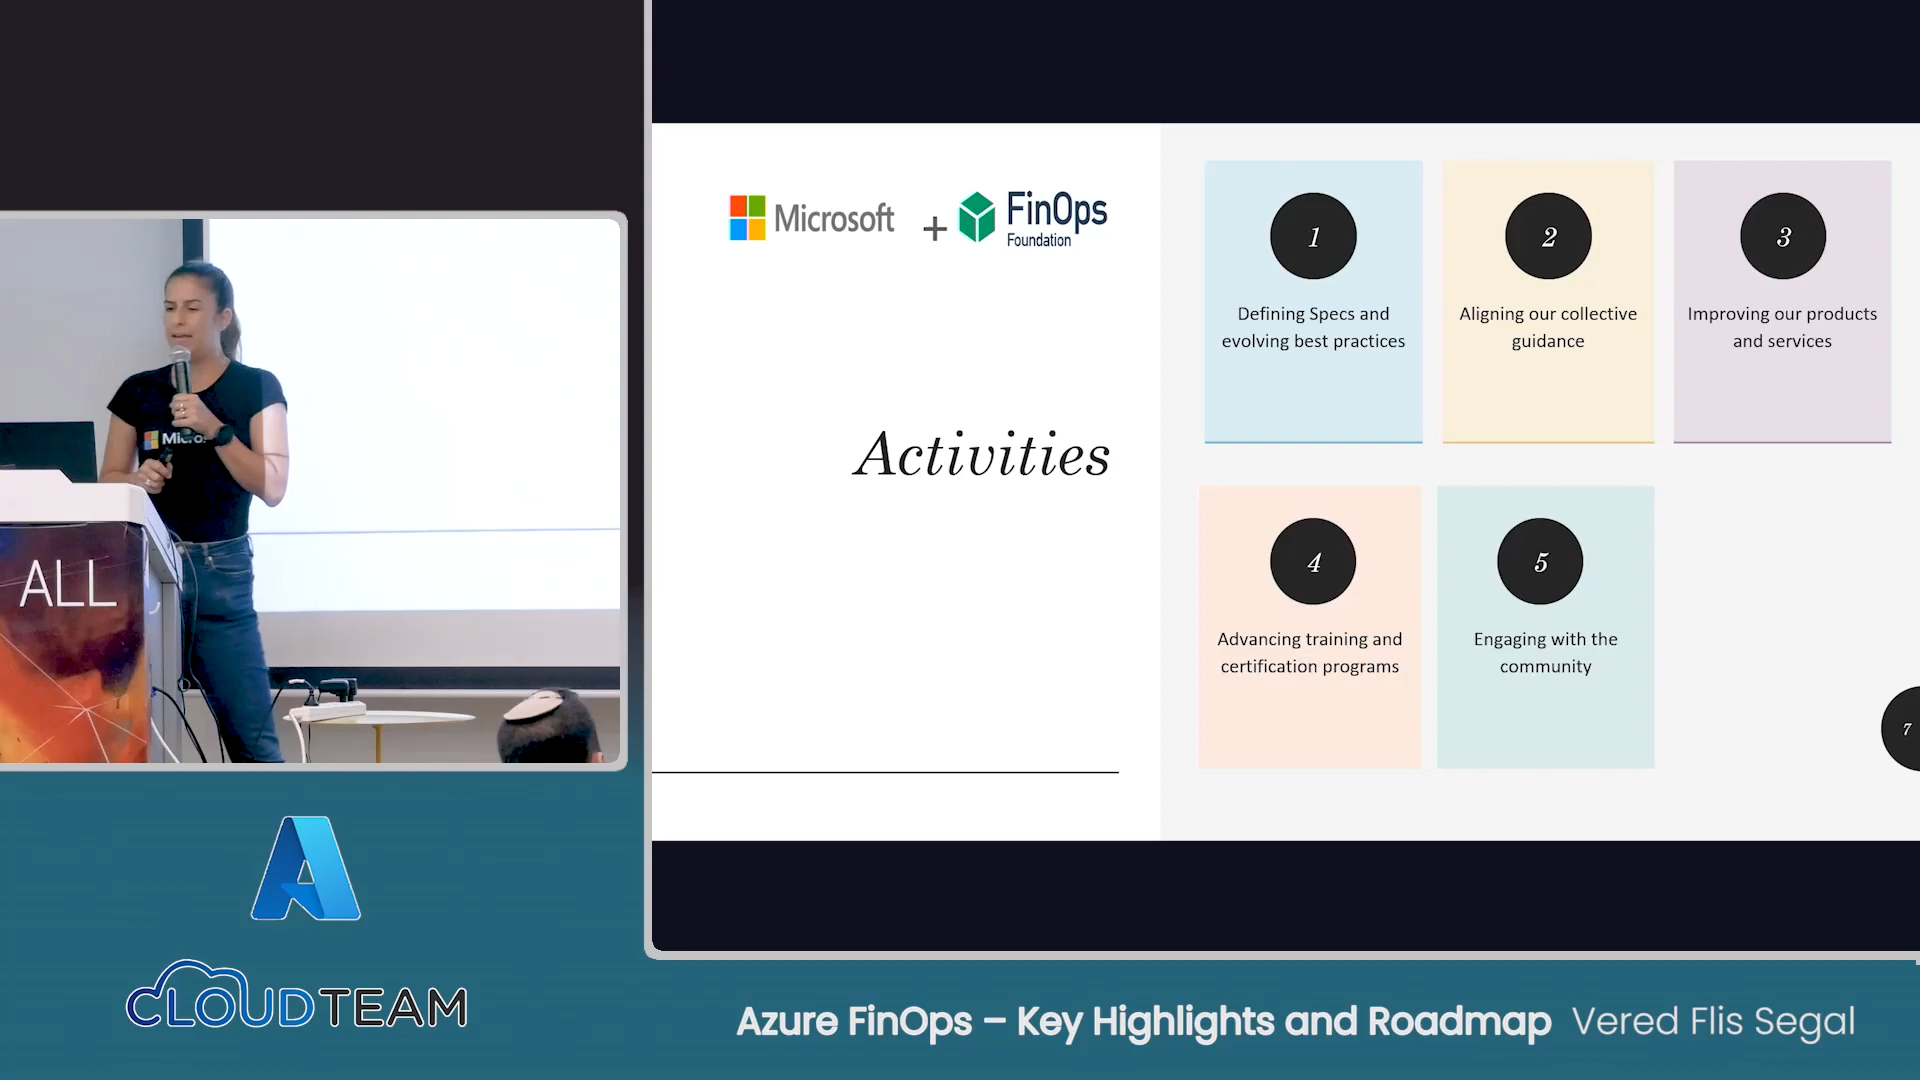 Microsoft
+
FinOps
Foundation
Activities
1
Defining Specs and
evolving best practices
2
Aligning our collective
guidance
3
Improving our products
and services
4
Advancing training and
certification programs
5
Engaging with the
community
7
ALL
CLOUDTEAM
Azure FinOps – Key Highlights and Roadmap Vered Flis Segal